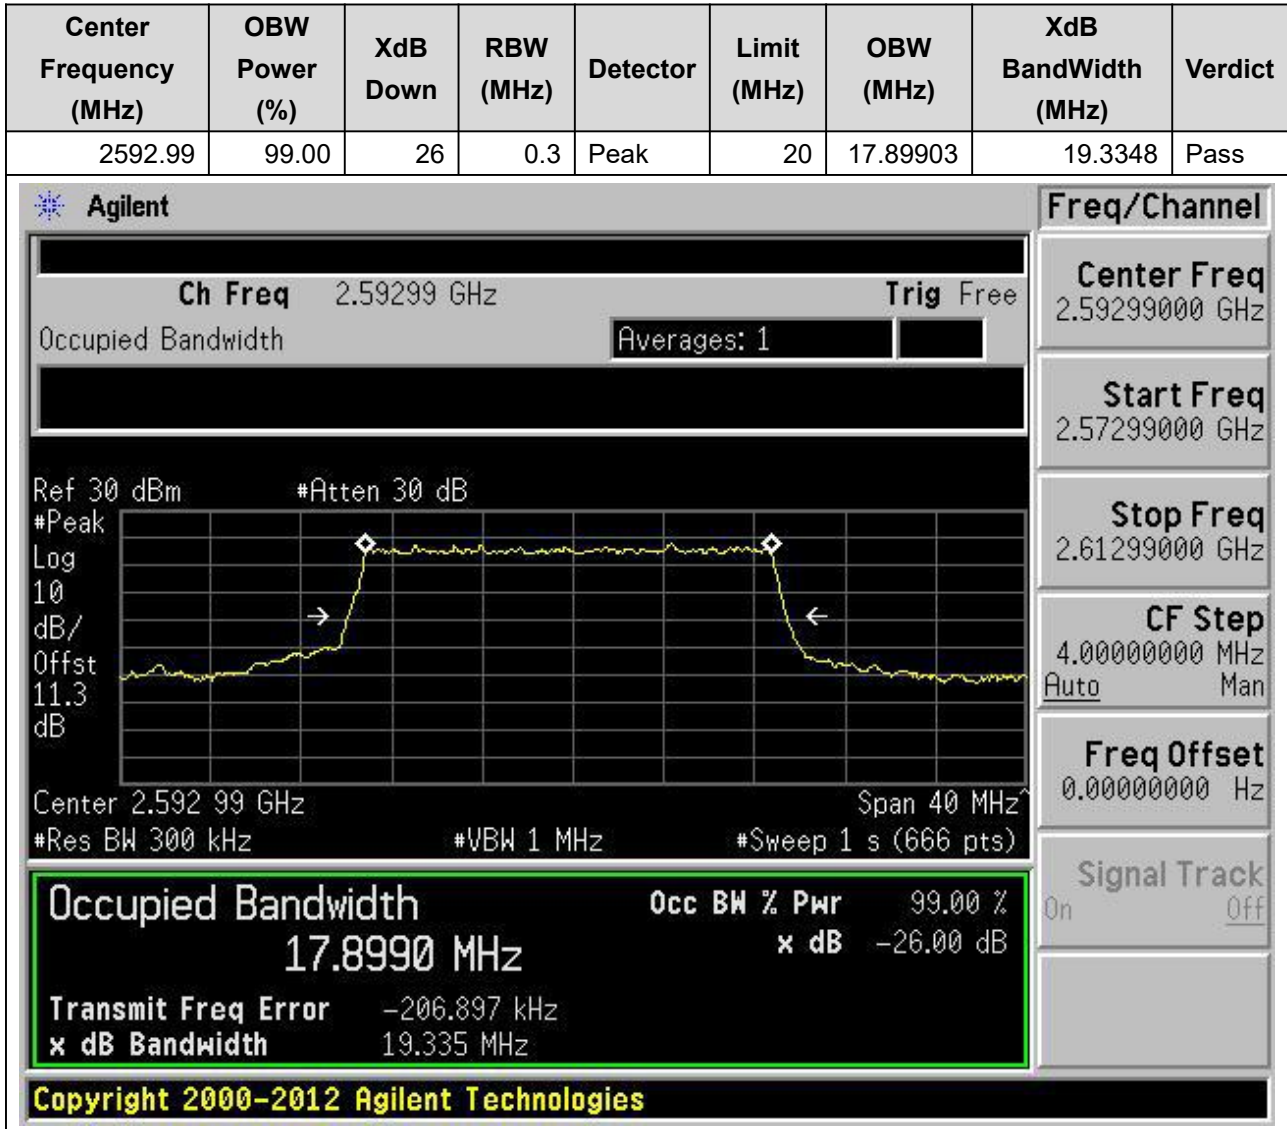 Center Frequency (MHz) OBW Power (%) XdB Down RBW (MHz) Detector Limit (MHz) OBW (MHz) XdB BandWidth (MHz) Verdict
2592.99 99.00 26 0.3 Peak 20 17.89903 19.3348 Pass
Agilent
Freq/Channel
Ch Freq 2.59299 GHz Trig Free
Occupied Bandwidth Averages: 1
Center Freq
2.59299000 GHz
Start Freq
2.57299000 GHz
Stop Freq
2.61299000 GHz
CF Step
4.00000000 MHz
Auto Man
Freq Offset
0.00000000 Hz
Signal Track
On Off
Ref 30 dBm #Atten 30 dB
#Peak
Log
10
dB/
Offst
11.3
dB
Center 2.592 99 GHz Span 40 MHz^
#Res BW 300 kHz #VBW 1 MHz #Sweep 1 s (666 pts)
Occupied Bandwidth Occ BW % Pwr 99.00 %
17.8990 MHz x dB -26.00 dB
Transmit Freq Error -206.897 kHz
x dB Bandwidth 19.335 MHz
Copyright 2000-2012 Agilent Technologies